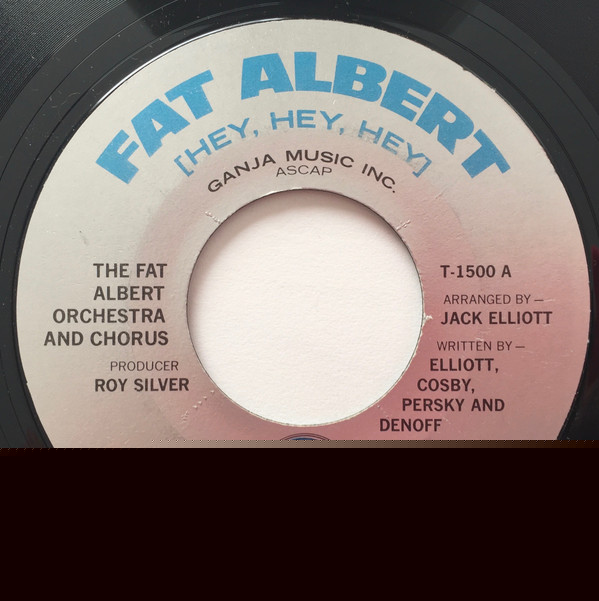 FAT ALBERT
[HEY, HEY, HEY]
GANJA MUSIC INC.
ASCAP
THE FAT
ALBERT
ORCHESTRA
AND CHORUS
PRODUCER
ROY SILVER
T-1500 A
ARRANGED BY —
JACK ELLIOTT
WRITTEN BY —
ELLIOTT,
COSBY,
PERSKY AND
DENOFF